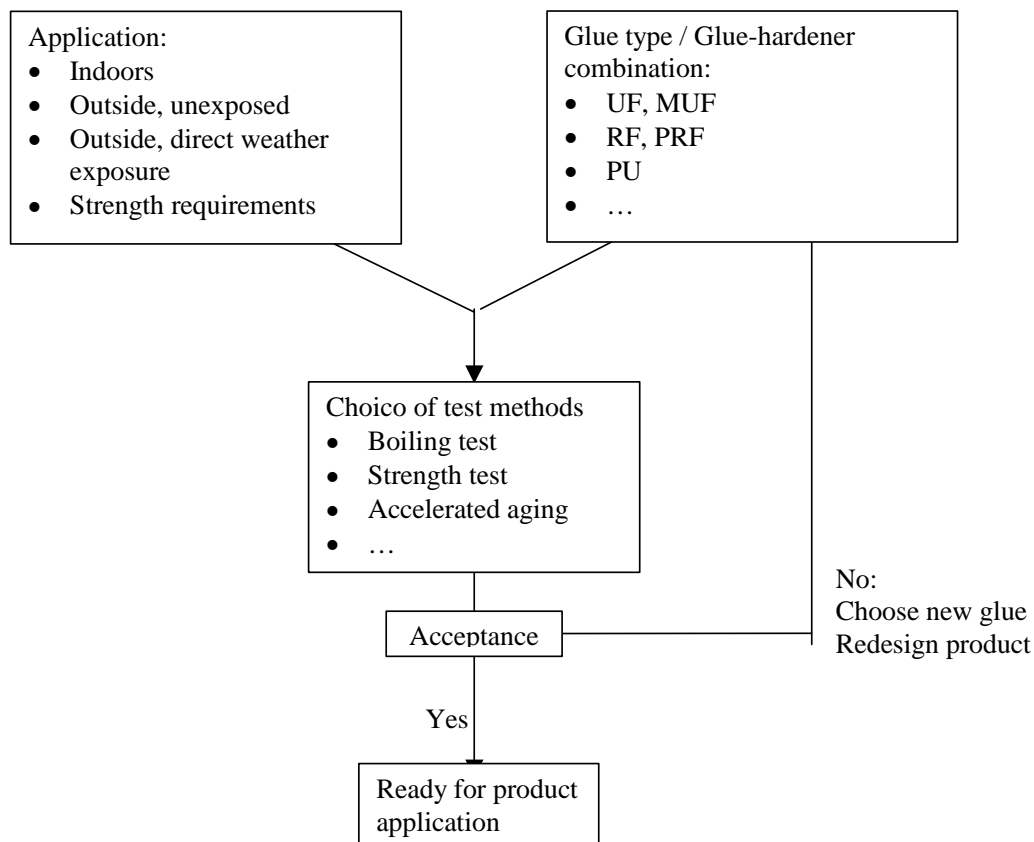 Application:
• Indoors
• Outside, unexposed
• Outside, direct weather
exposure
• Strength requirements
Glue type / Glue-hardener
combination:
• UF, MUF
• RF, PRF
• PU
• …
Choico of test methods
• Boiling test
• Strength test
• Accelerated aging
• …
No:
Choose new glue
Redesign product
Acceptance
Yes
Ready for product
application